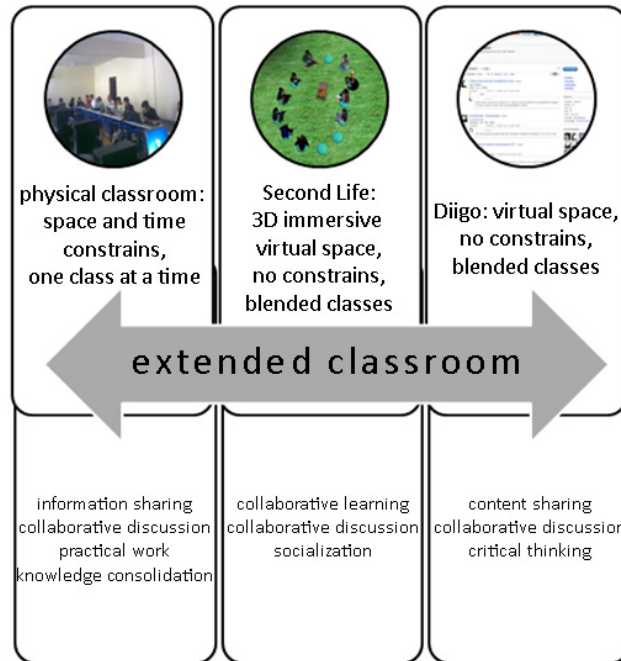 physical classroom:
space and time
constrains,
one class at a time
Second Life:
3D immersive
virtual space,
no constrains,
blended classes
Diigo: virtual space,
no constrains,
blended classes
extended classroom
information sharing
collaborative discussion
practical work
knowledge consolidation
collaborative learning
collaborative discussion
socialization
content sharing
collaborative discussion
critical thinking